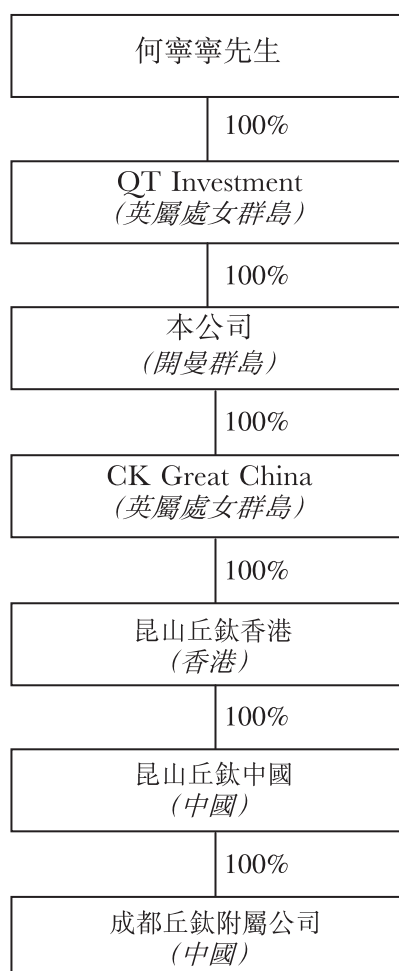 何寧寧先生
100%
QT Investment
(英屬處女群島)
100%
本公司
(開曼群島)
100%
CK Great China
(英屬處女群島)
100%
昆山丘鈦香港
(香港)
100%
昆山丘鈦中國
(中國)
100%
成都丘鈦附屬公司
(中國)